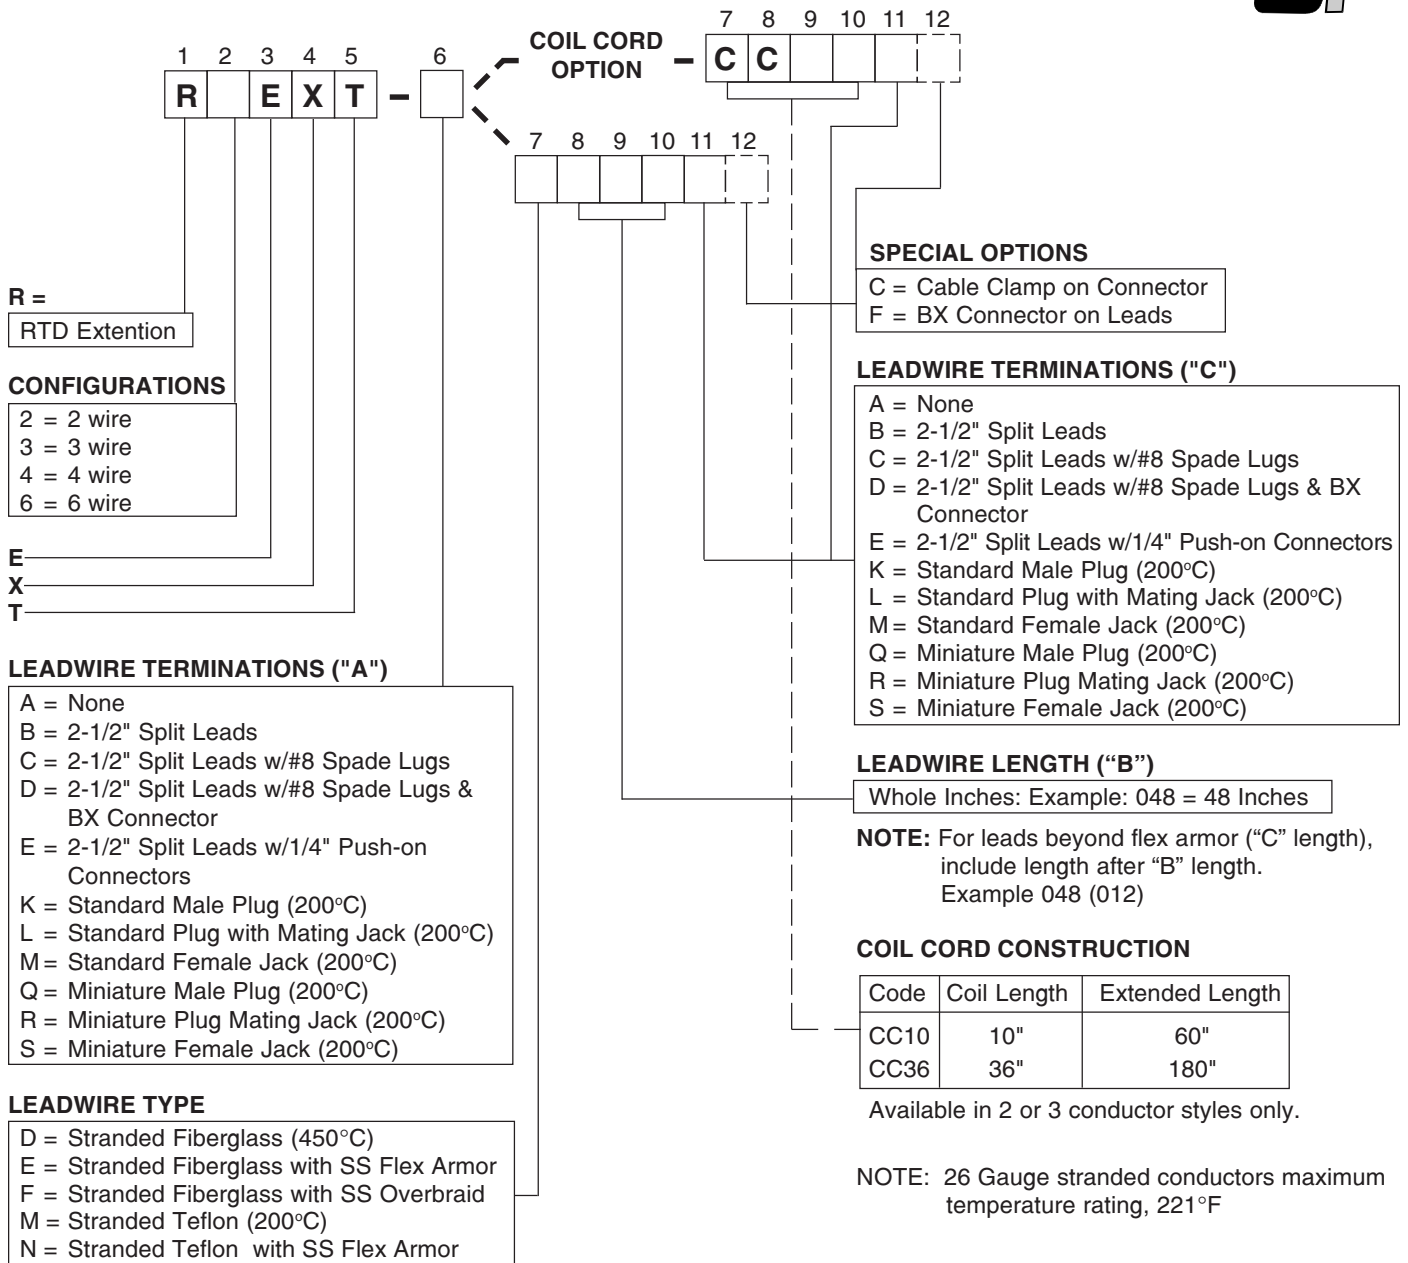 7 8 9 10 11 12
COIL CORD
OPTION
– C C
1 2 3 4 5 6
R E X T –
7 8 9 10 11 12
R =
RTD Extention
CONFIGURATIONS
2 = 2 wire
3 = 3 wire
4 = 4 wire
6 = 6 wire
E
X
T
LEADWIRE TERMINATIONS ("A")
A = None
B = 2-1/2" Split Leads
C = 2-1/2" Split Leads w/#8 Spade Lugs
D = 2-1/2" Split Leads w/#8 Spade Lugs &
BX Connector
E = 2-1/2" Split Leads w/1/4" Push-on
Connectors
K = Standard Male Plug (200°C)
L = Standard Plug with Mating Jack (200°C)
M = Standard Female Jack (200°C)
Q = Miniature Male Plug (200°C)
R = Miniature Plug Mating Jack (200°C)
S = Miniature Female Jack (200°C)
LEADWIRE TYPE
D = Stranded Fiberglass (450°C)
E = Stranded Fiberglass with SS Flex Armor
F = Stranded Fiberglass with SS Overbraid
M = Stranded Teflon (200°C)
N = Stranded Teflon with SS Flex Armor
SPECIAL OPTIONS
C = Cable Clamp on Connector
F = BX Connector on Leads
LEADWIRE TERMINATIONS ("C")
A = None
B = 2-1/2" Split Leads
C = 2-1/2" Split Leads w/#8 Spade Lugs
D = 2-1/2" Split Leads w/#8 Spade Lugs & BX
Connector
E = 2-1/2" Split Leads w/1/4" Push-on Connectors
K = Standard Male Plug (200°C)
L = Standard Plug with Mating Jack (200°C)
M = Standard Female Jack (200°C)
Q = Miniature Male Plug (200°C)
R = Miniature Plug Mating Jack (200°C)
S = Miniature Female Jack (200°C)
LEADWIRE LENGTH (“B”)
Whole Inches: Example: 048 = 48 Inches
NOTE: For leads beyond flex armor (“C” length),
include length after “B” length.
Example 048 (012)
COIL CORD CONSTRUCTION
Code Coil Length Extended Length
CC10 10" 60"
CC36 36" 180"
Available in 2 or 3 conductor styles only.
NOTE: 26 Gauge stranded conductors maximum
temperature rating, 221°F